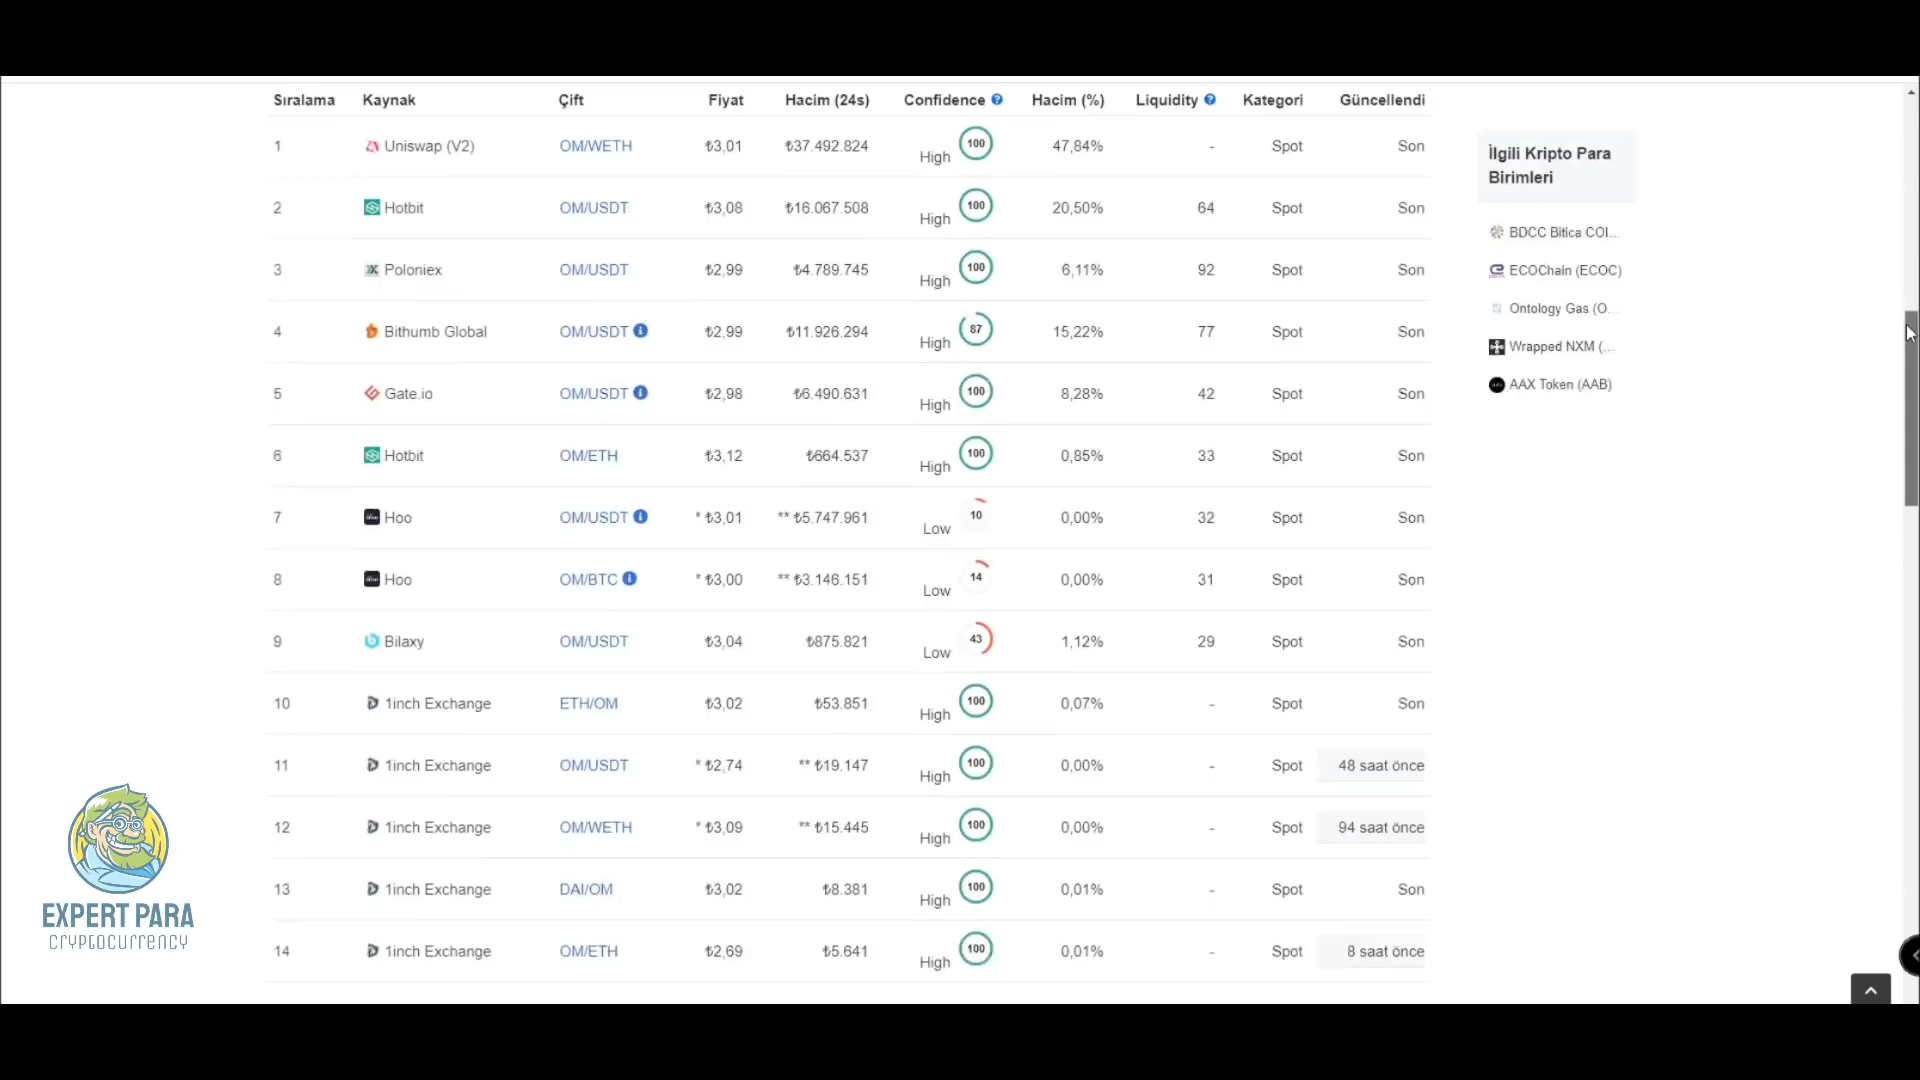 Sıralama Kaynak Çift Fiyat Hacim (24s) Confidence Hacim (%) Liquidity Kategori Güncellendi
1 Uniswap (V2) OM/WETH ₺3,01 ₺37.492.824 High 100 47,84% - Spot Son
2 Hotbit OM/USDT ₺3,08 ₺16.067.508 High 100 20,50% 64 Spot Son
3 Poloniex OM/USDT ₺2,99 ₺4.789.745 High 100 6,11% 92 Spot Son
4 Bithumb Global OM/USDT ₺2,99 ₺11.926.294 High 87 15,22% 77 Spot Son
5 Gate.io OM/USDT ₺2,98 ₺6.490.631 High 100 8,28% 42 Spot Son
6 Hotbit OM/ETH ₺3,12 ₺664.537 High 100 0,85% 33 Spot Son
7 Hoo OM/USDT * ₺3,01 ** ₺5.747.961 Low 10 0,00% 32 Spot Son
8 Hoo OM/BTC * ₺3,00 ** ₺3.146.151 Low 14 0,00% 31 Spot Son
9 Bilaxy OM/USDT ₺3,04 ₺875.821 Low 43 1,12% 29 Spot Son
10 1inch Exchange ETH/OM ₺3,02 ₺53.851 High 100 0,07% - Spot Son
11 1inch Exchange OM/USDT * ₺2,74 ** ₺19.147 High 100 0,00% - Spot 48 saat önce
12 1inch Exchange OM/WETH * ₺3,09 ** ₺15.445 High 100 0,00% - Spot 94 saat önce
13 1inch Exchange DAI/OM ₺3,02 ₺8.381 High 100 0,01% - Spot Son
14 1inch Exchange OM/ETH ₺2,69 ₺5.641 High 100 0,01% - Spot 8 saat önce
İlgili Kripto Para
Birimleri
BDCC Bitica COI...
ECOChain (ECOC)
Ontology Gas (O...
Wrapped NXM (...
AAX Token (AAB)
EXPERT PARA
CRYPTOCURRENCY